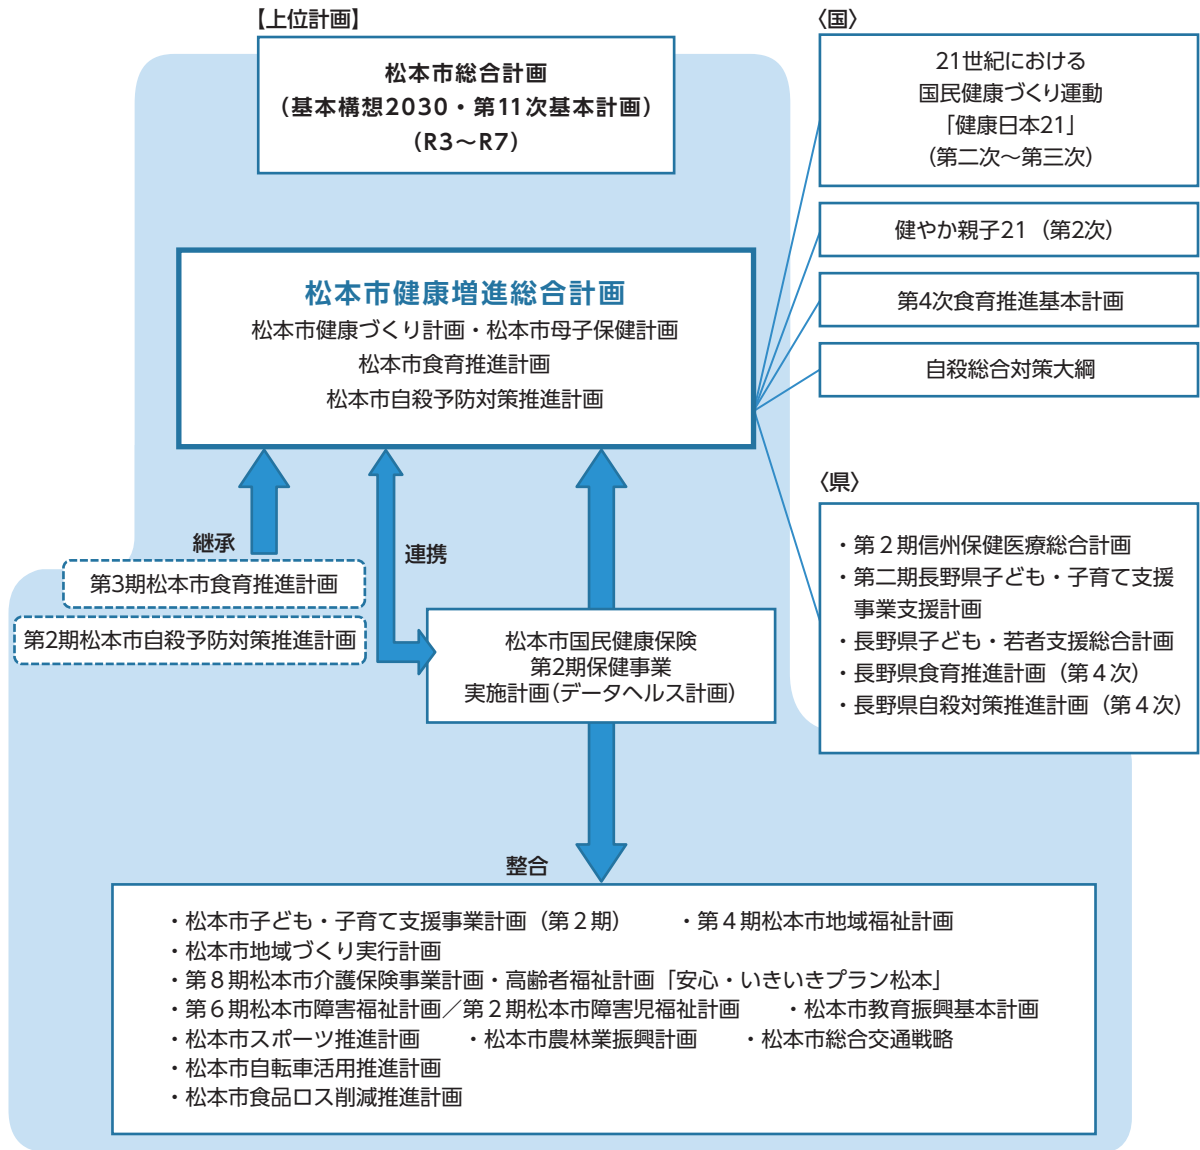 【上位計画】
松本市総合計画
（基本構想2030・第11次基本計画）
（R3～R7）
松本市健康増進総合計画
松本市健康づくり計画・松本市母子保健計画
松本市食育推進計画
松本市自殺予防対策推進計画
〈国〉
21世紀における
国民健康づくり運動
「健康日本21」
（第二次～第三次）
健やか親子21（第2次）
第4次食育推進基本計画
自殺総合対策大綱
〈県〉
・第２期信州保健医療総合計画
・第二期長野県子ども・子育て支援
事業支援計画
・長野県子ども・若者支援総合計画
・長野県食育推進計画（第４次）
・長野県自殺対策推進計画（第４次）
継承
第3期松本市食育推進計画
第2期松本市自殺予防対策推進計画
連携
松本市国民健康保険
第2期保健事業
実施計画（データヘルス計画）
整合
・松本市子ども・子育て支援事業計画（第２期）　・第４期松本市地域福祉計画
・松本市地域づくり実行計画
・第８期松本市介護保険事業計画・高齢者福祉計画「安心・いきいきプラン松本」
・第６期松本市障害福祉計画／第２期松本市障害児福祉計画　・松本市教育振興基本計画
・松本市スポーツ推進計画　・松本市農林業振興計画　・松本市総合交通戦略
・松本市自転車活用推進計画
・松本市食品ロス削減推進計画